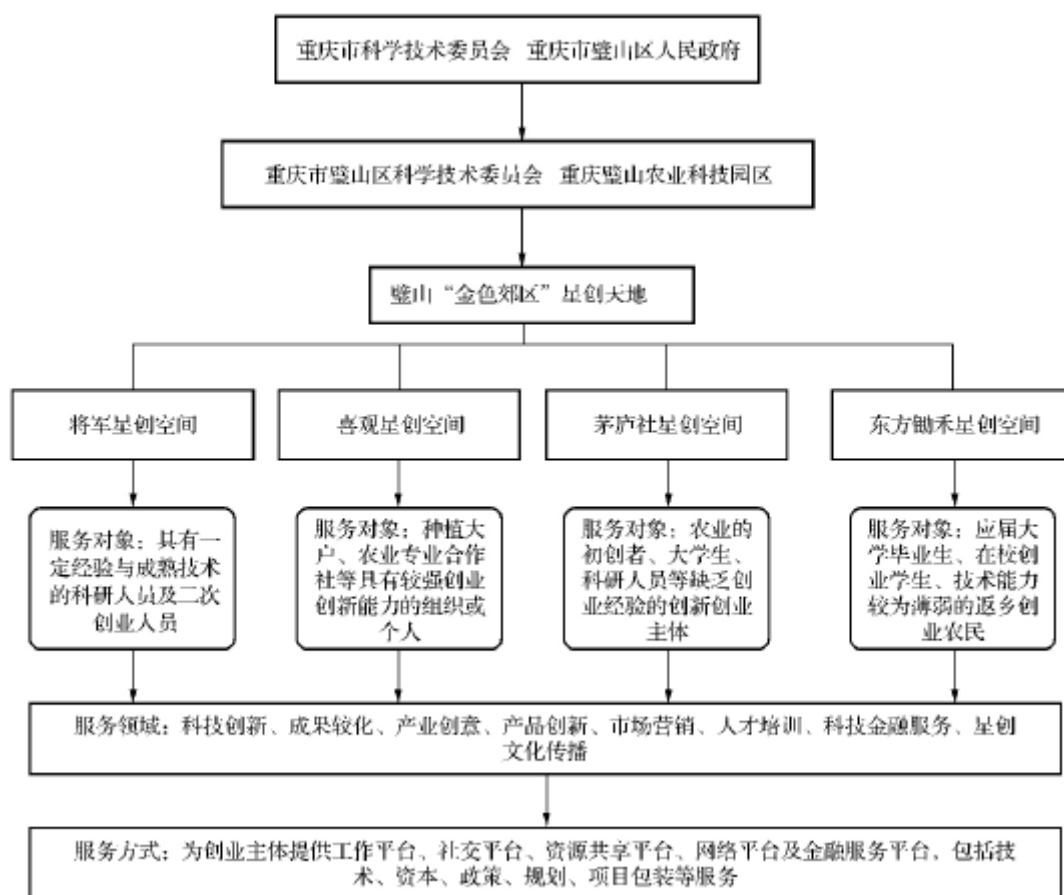 重庆市科学技术委员会 重庆市璧山区人民政府
重庆市璧山区科学技术委员会 重庆璧山农业科技园区
璧山“金色郊区”星创天地
将军星创空间
喜观星创空间
茅庐社星创空间
东方锄禾星创空间
服务对象：具有一
定经验与成熟技术
的科研人员及二次
创业人员
服务对象：种植大
户、农业专业合作
社等具有较强创业
创新能力的组织或
个人
服务对象：农业的
初创者、大学生、
科研人员等缺乏创
业经验的创新创业
主体
服务对象：应届大
学毕业生、在校创
业学生、技术能力
较为薄弱的返乡创
业农民
服务领域：科技创新、成果较化、产业创意、产品创新、市场营销、人才培训、科技金融服务、星创
文化传播
服务方式：为创业主体提供工作平台、社交平台、资源共享平台、网络平台及金融服务平台，包括技
术、资本、政策、规划、项目包装等服务